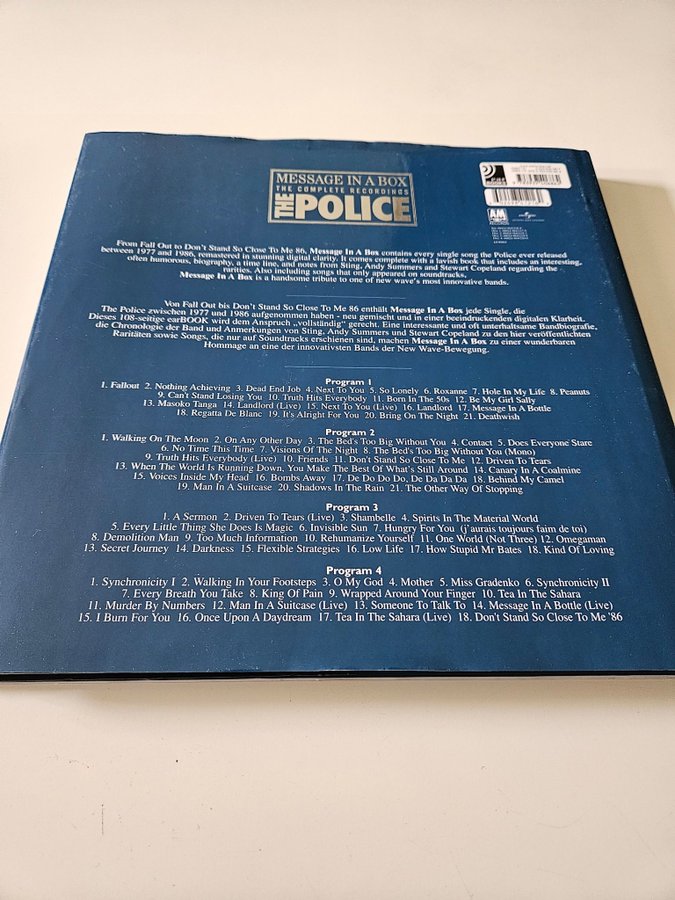 MESSAGE IN A BOX
THE COMPLETE RECORDINGS
THE POLICE
From Fall Out to Don't Stand So Close To Me 86, Message In A Box contains every single song the Police ever released
between 1977 and 1986, remastered in stunning digital clarity. It comes complete with a lavish book that includes an interesting,
often humorous, biography, a time line, and notes from Sting, Andy Summers and Stewart Copeland regarding the
rarities. Also including songs that only appeared on soundtracks.
Message In A Box is a handsome tribute to one of new wave's most innovative bands.
Von Fall Out bis Don't Stand So Close To Me 86 enthält Message In A Box jede Single, die
The Police zwischen 1977 und 1986 aufgenommen haben - neu gemischt und in einer beeindruckenden digitalen Klarheit.
Dieses 108-seitige earBOOK wird dem Anspruch „vollständig" gerecht. Eine interessante und oft unterhaltsame Bandbiografie,
die Chronologie der Band und Anmerkungen von Sting, Andy Summers und Stewart Copeland zu den hier veröffentlichten
Raritäten sowie Songs, die nur auf Soundtracks erschienen sind, machen Message In A Box zu einer wunderbaren
Hommage an eine der innovativsten Bands der New Wave-Bewegung.
Program 1
1. Fallout 2. Nothing Achieving 3. Dead End Job 4. Next To You 5. So Lonely 6. Roxanne 7. Hole In My Life 8. Peanuts
9. Can't Stand Losing You 10. Truth Hits Everybody 11. Born In The 50s 12. Be My Girl Sally
13. Masoko Tanga 14. Landlord (Live) 15. Next To You (Live) 16. Landlord 17. Message In A Bottle
18. Regatta De Blanc 19. It's Alright For You 20. Bring On The Night 21. Deathwish
Program 2
1. Walking On The Moon 2. On Any Other Day 3. The Bed's Too Big Without You 4. Contact 5. Does Everyone Stare
6. No Time This Time 7. Visions Of The Night 8. The Bed's Too Big Without You (Mono)
9. Truth Hits Everybody (Live) 10. Friends 11. Don't Stand So Close To Me 12. Driven To Tears
13. When The World Is Running Down, You Make The Best Of What's Still Around 14. Canary In A Coalmine
15. Voices Inside My Head 16. Bombs Away 17. De Do Do Do, De Da Da Da 18. Behind My Camel
19. Man In A Suitcase 20. Shadows In The Rain 21. The Other Way Of Stopping
Program 3
1. A Sermon 2. Driven To Tears (Live) 3. Shambelle 4. Spirits In The Material World
5. Every Little Thing She Does Is Magic 6. Invisible Sun 7. Hungry For You (j'aurais toujours faim de toi)
8. Demolition Man 9. Too Much Information 10. Rehumanize Yourself 11. One World (Not Three) 12. Omegaman
13. Secret Journey 14. Darkness 15. Flexible Strategies 16. Low Life 17. How Stupid Mr Bates 18. Kind Of Loving
Program 4
1. Synchronicity I 2. Walking In Your Footsteps 3. O My God 4. Mother 5. Miss Gradenko 6. Synchronicity II
7. Every Breath You Take 8. King Of Pain 9. Wrapped Around Your Finger 10. Tea In The Sahara
11. Murder By Numbers 12. Man In A Suitcase (Live) 13. Someone To Talk To 14. Message In A Bottle (Live)
15. I Burn For You 16. Once Upon A Daydream 17. Tea In The Sahara (Live) 18. Don't Stand So Close To Me '86